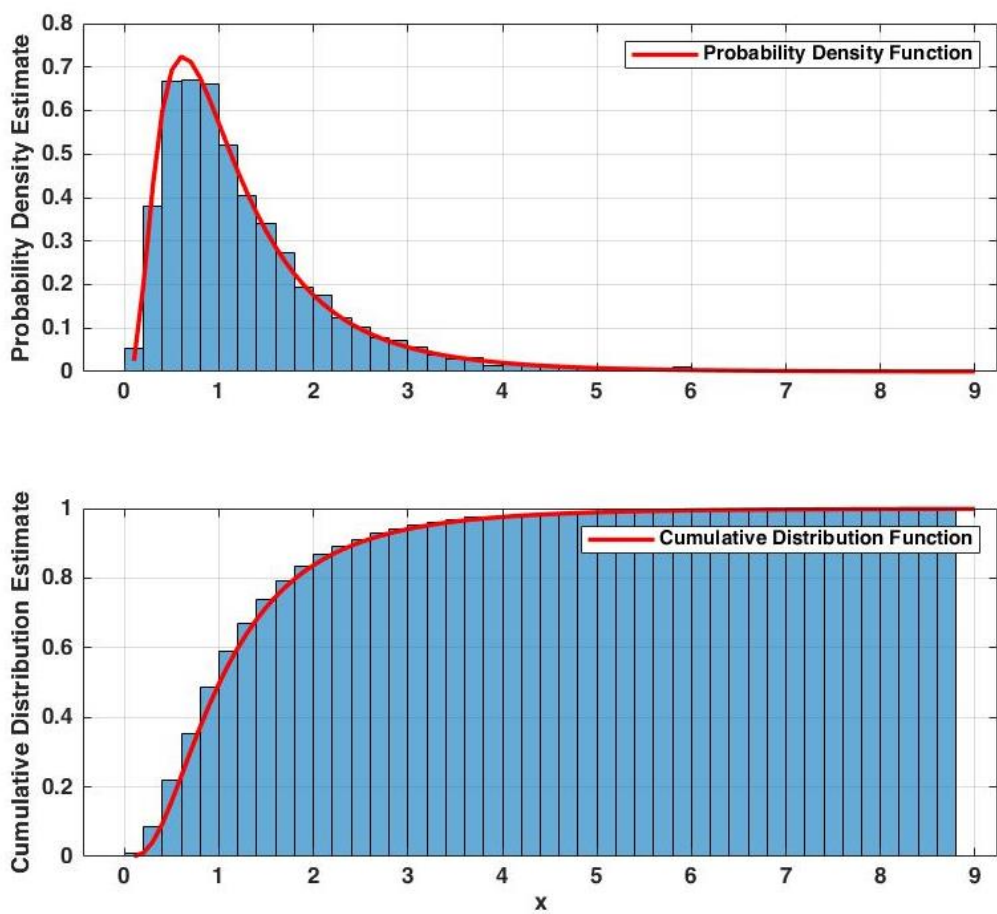 Probability Density Estimate
0.8
0.7
0.6
0.5
0.4
0.3
0.2
0.1
0
Probability Density Function
0 1 2 3 4 5 6 7 8 9
Cumulative Distribution Estimate
1
0.8
0.6
0.4
0.2
0
Cumulative Distribution Function
0 1 2 3 4 5 6 7 8 9
x